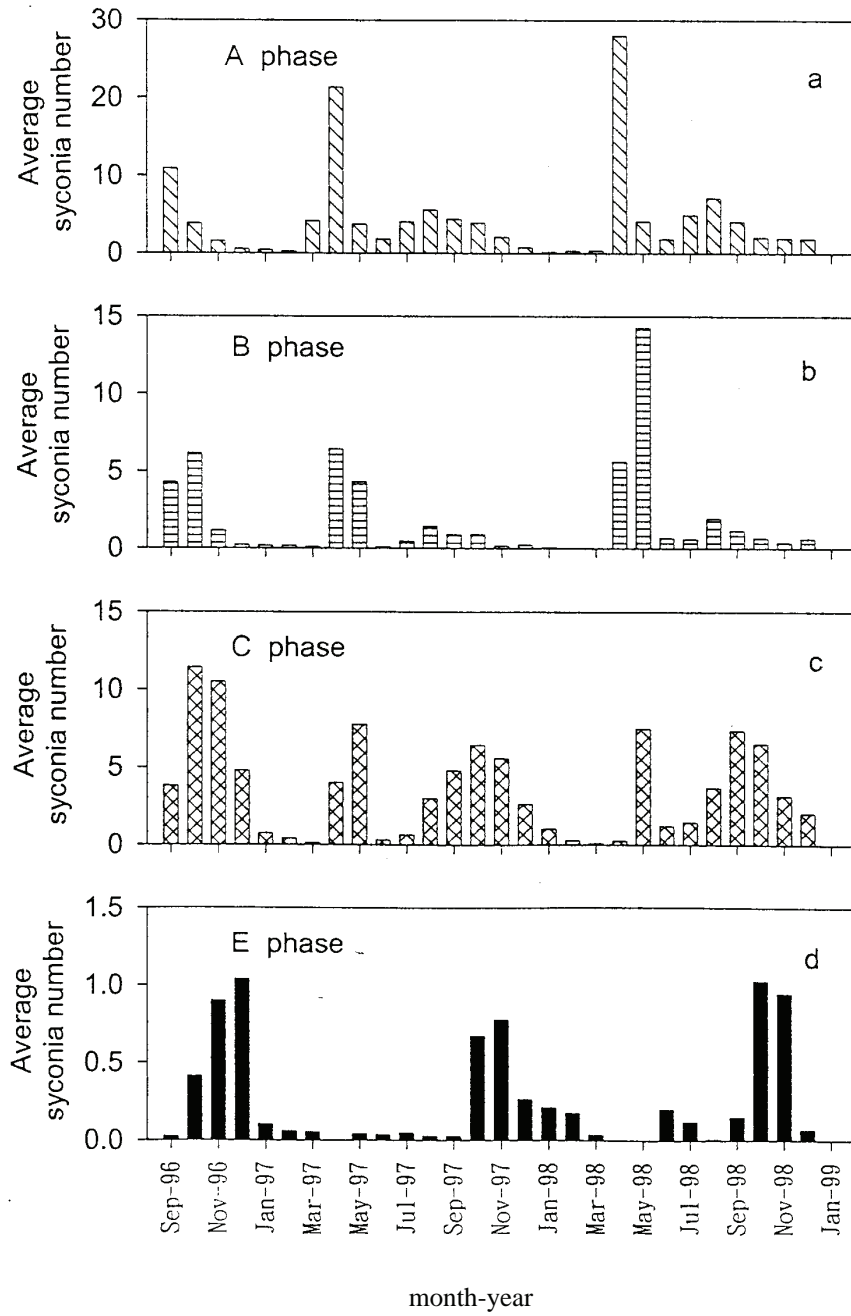 A phase
a
Average
syconia number
30
20
10
0
B phase
b
Average
syconia number
15
10
5
0
C phase
c
Average
syconia number
15
10
5
0
E phase
d
Average
syconia number
1.5
1.0
0.5
0.0
Sep-96
Nov-96
Jan-97
Mar-97
May-97
Jul-97
Sep-97
Nov-97
Jan-98
Mar-98
May-98
Jul-98
Sep-98
Nov-98
Jan-99
month-year